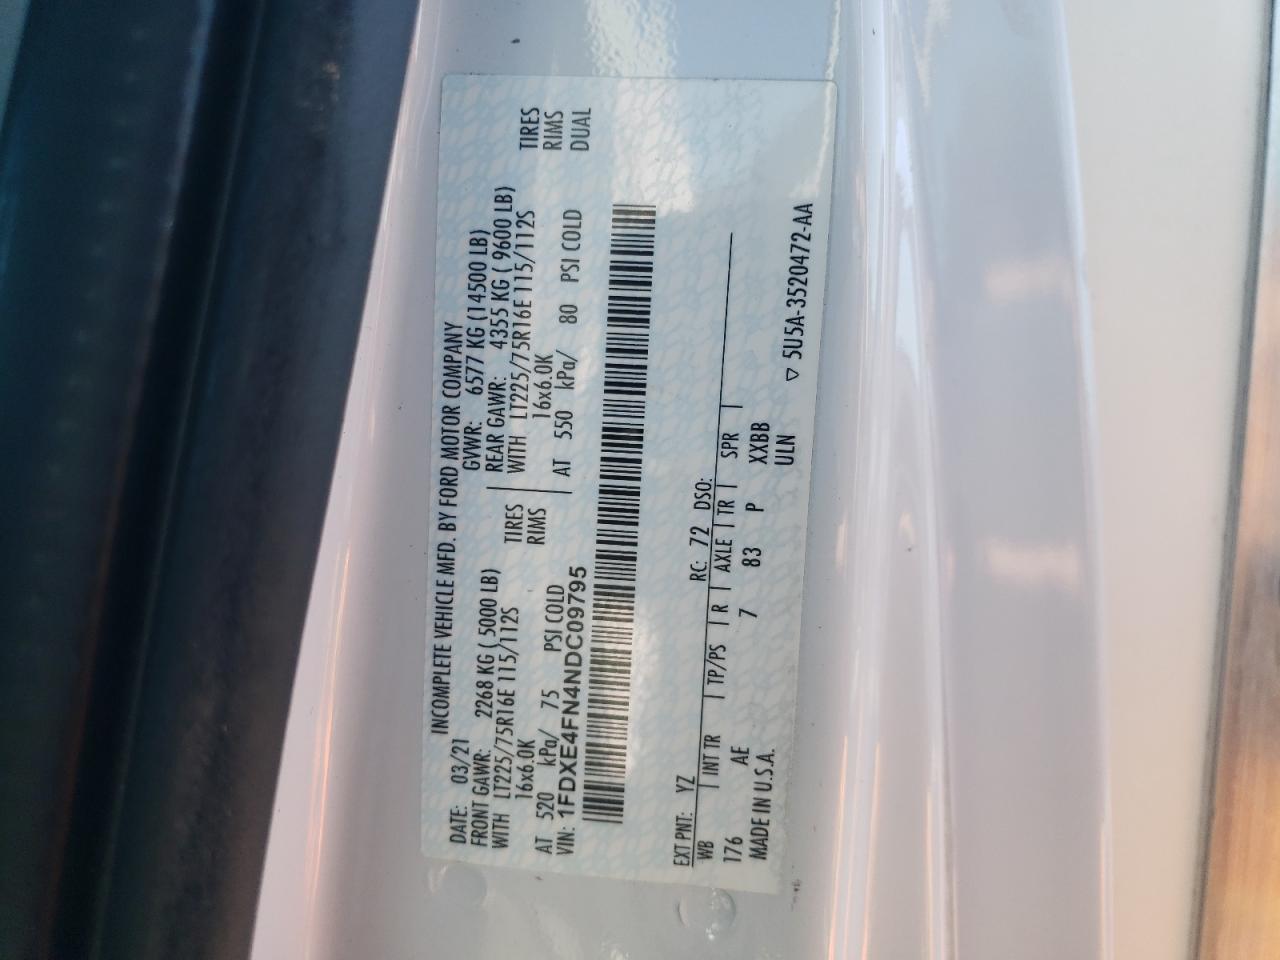 INCOMPLETE VEHICLE MFD. BY FORD MOTOR COMPANY
DATE: 03/21 GVWR: 6577 KG (14500 LB)
FRONT GAWR: 2268 KG ( 5000 LB) REAR GAWR: 4355 KG ( 9600 LB)
WITH LT225/75R16E 115/112S TIRES WITH LT225/75R16E 115/112S TIRES
16x6.0K RIMS 16x6.0K RIMS
AT 520 kPa/ 75 PSI COLD AT 550 kPa/ 80 PSI COLD DUAL
VIN: 1FDXE4FN4NDC09795
EXT PNT: YZ RC: 72 DSO:
WB INT TR TP/PS R AXLE TR SPR
176 AE 7 83 P XXBB
MADE IN U.S.A. ULN
▽ 5U5A-3520472-AA